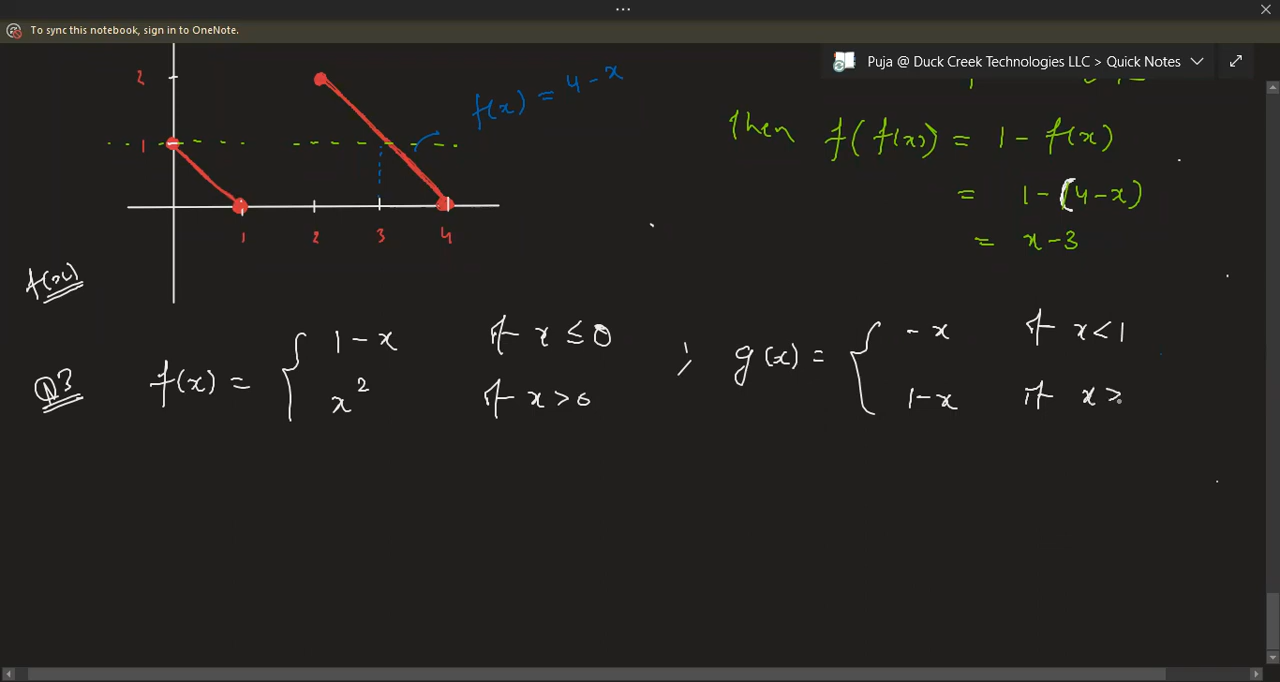 To sync this notebook, sign in to OneNote.
Puja @ Duck Creek Technologies LLC > Quick Notes
2
f(x) = 4 - x
1
1 2 3 4
then f(f(x)) = 1 - f(x)
= 1 - (4 - x)
= x - 3
f(x)
Q3 f(x) = { 1 - x if x ≤ 0
x² if x > 0
; g(x) = { - x if x < 1
1 - x if x >